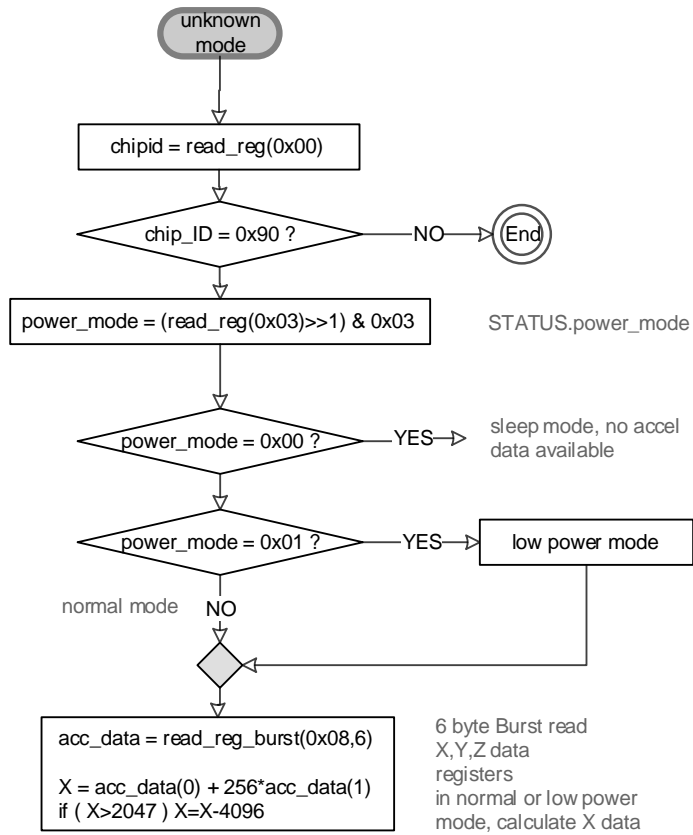 unknown
mode
chipid = read_reg(0x00)
chip_ID = 0x90 ?
NO
End
power_mode = (read_reg(0x03)>>1) & 0x03
STATUS.power_mode
power_mode = 0x00 ?
YES
sleep mode, no accel
data available
power_mode = 0x01 ?
YES
low power mode
normal mode
NO
acc_data = read_reg_burst(0x08,6)
X = acc_data(0) + 256*acc_data(1)
if ( X>2047 ) X=X-4096
6 byte Burst read
X,Y,Z data
registers
in normal or low power
mode, calculate X data